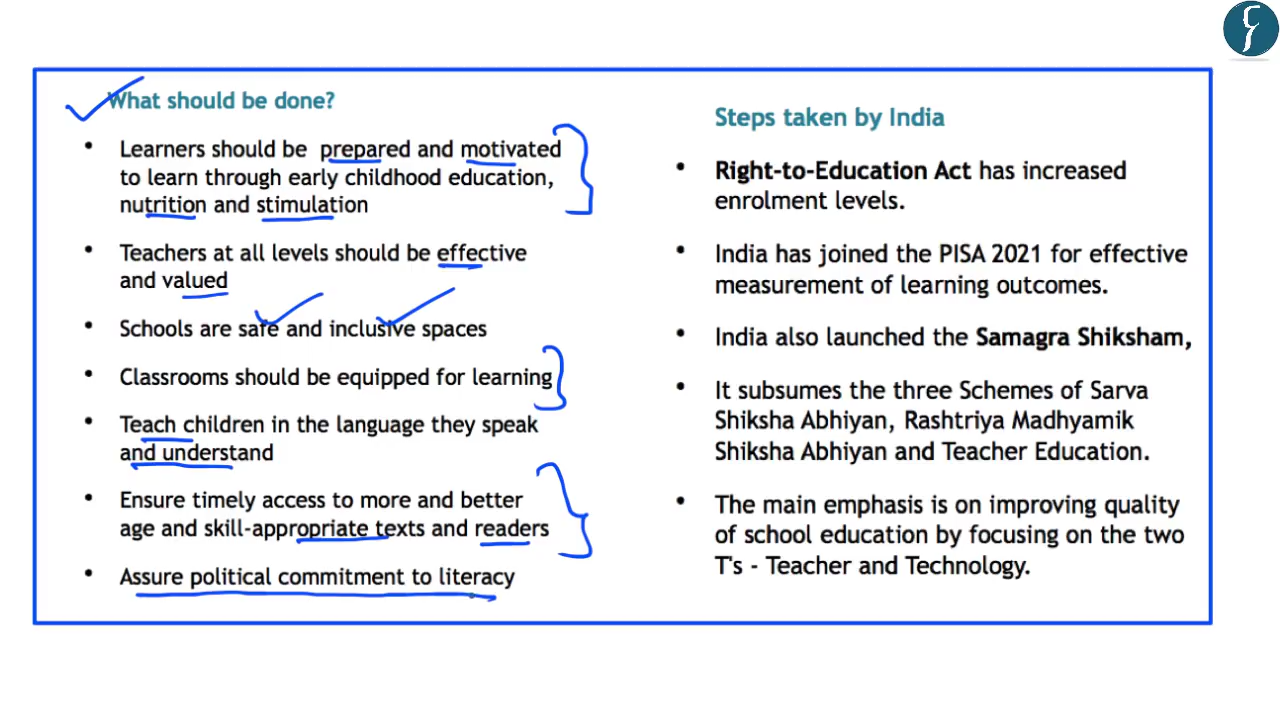 What should be done?
• Learners should be prepared and motivated
to learn through early childhood education,
nutrition and stimulation
• Teachers at all levels should be effective
and valued
• Schools are safe and inclusive spaces
• Classrooms should be equipped for learning
• Teach children in the language they speak
and understand
• Ensure timely access to more and better
age and skill-appropriate texts and readers
• Assure political commitment to literacy
Steps taken by India
• Right-to-Education Act has increased
enrolment levels.
• India has joined the PISA 2021 for effective
measurement of learning outcomes.
• India also launched the Samagra Shiksham,
• It subsumes the three Schemes of Sarva
Shiksha Abhiyan, Rashtriya Madhyamik
Shiksha Abhiyan and Teacher Education.
• The main emphasis is on improving quality
of school education by focusing on the two
T's - Teacher and Technology.